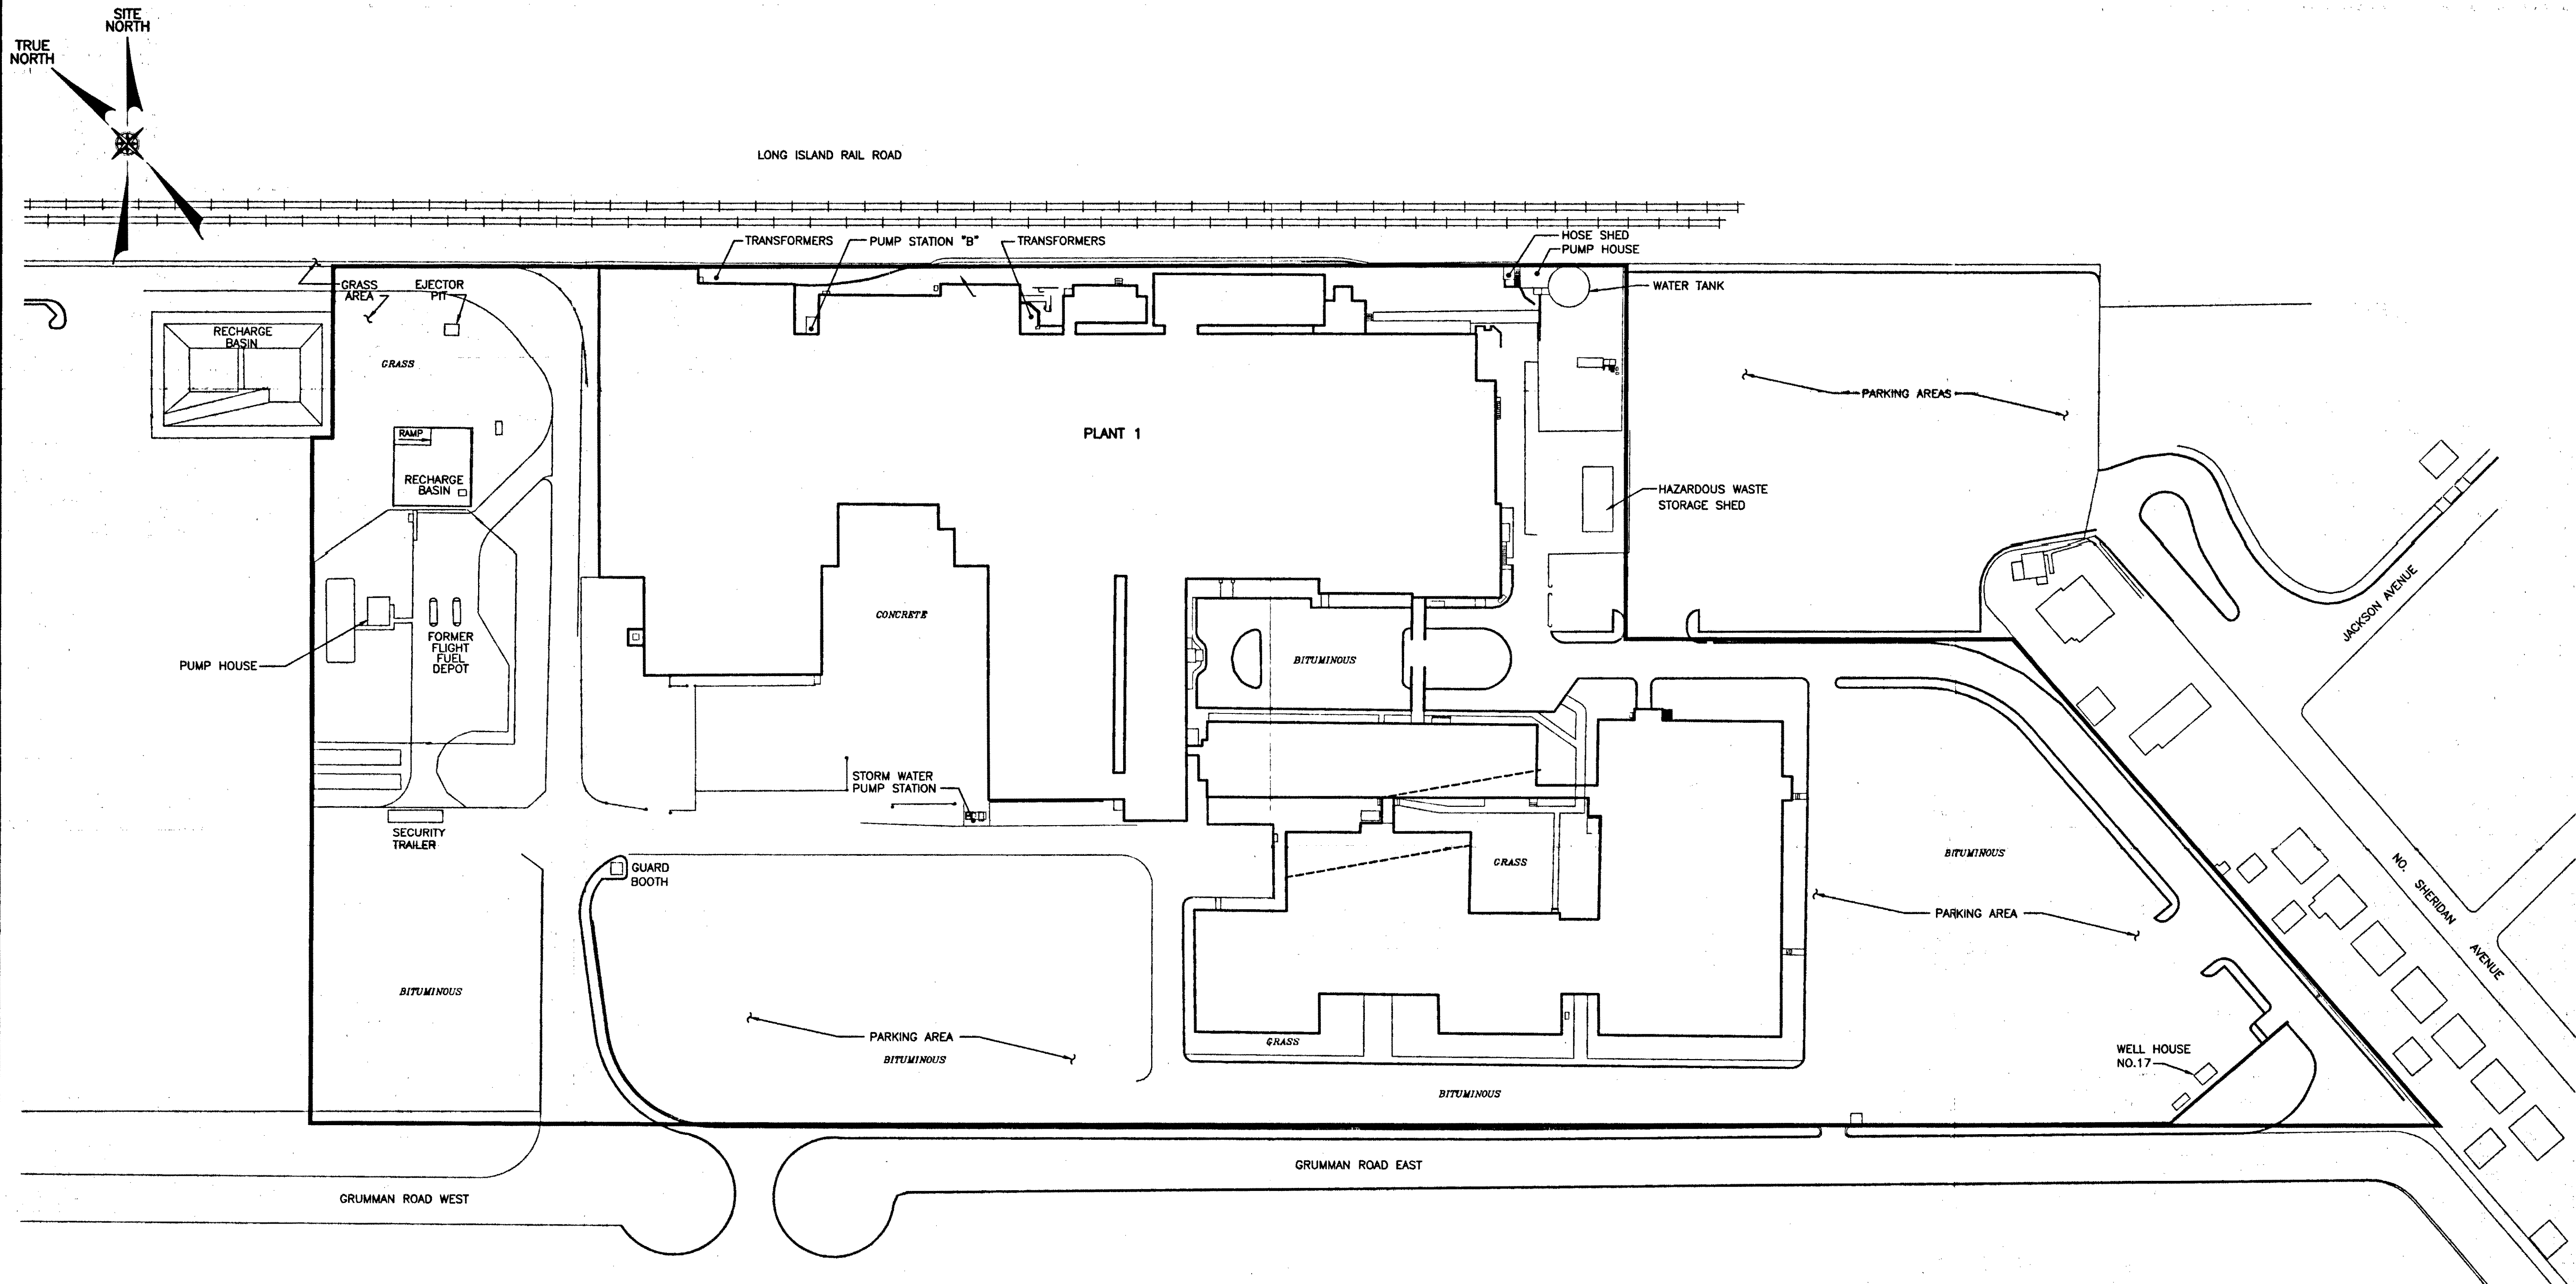 SITE
NORTH
TRUE
NORTH
LONG ISLAND RAIL ROAD
TRANSFORMERS
PUMP STATION "B"
TRANSFORMERS
HOSE SHED
PUMP HOUSE
WATER TANK
GRASS
AREA
EJECTOR
PIT
RECHARGE
BASIN
GRASS
PARKING AREAS
RAMP
PLANT 1
RECHARGE
BASIN
HAZARDOUS WASTE
STORAGE SHED
JACKSON AVENUE
CONCRETE
FORMER
FLIGHT
FUEL
DEPOT
PUMP HOUSE
BITUMINOUS
STORM WATER
PUMP STATION
SECURITY
TRAILER
GUARD
BOOTH
GRASS
BITUMINOUS
NO. SHERIDAN AVENUE
PARKING AREA
BITUMINOUS
PARKING AREA
BITUMINOUS
GRASS
WELL HOUSE
NO.17
BITUMINOUS
GRUMMAN ROAD EAST
GRUMMAN ROAD WEST